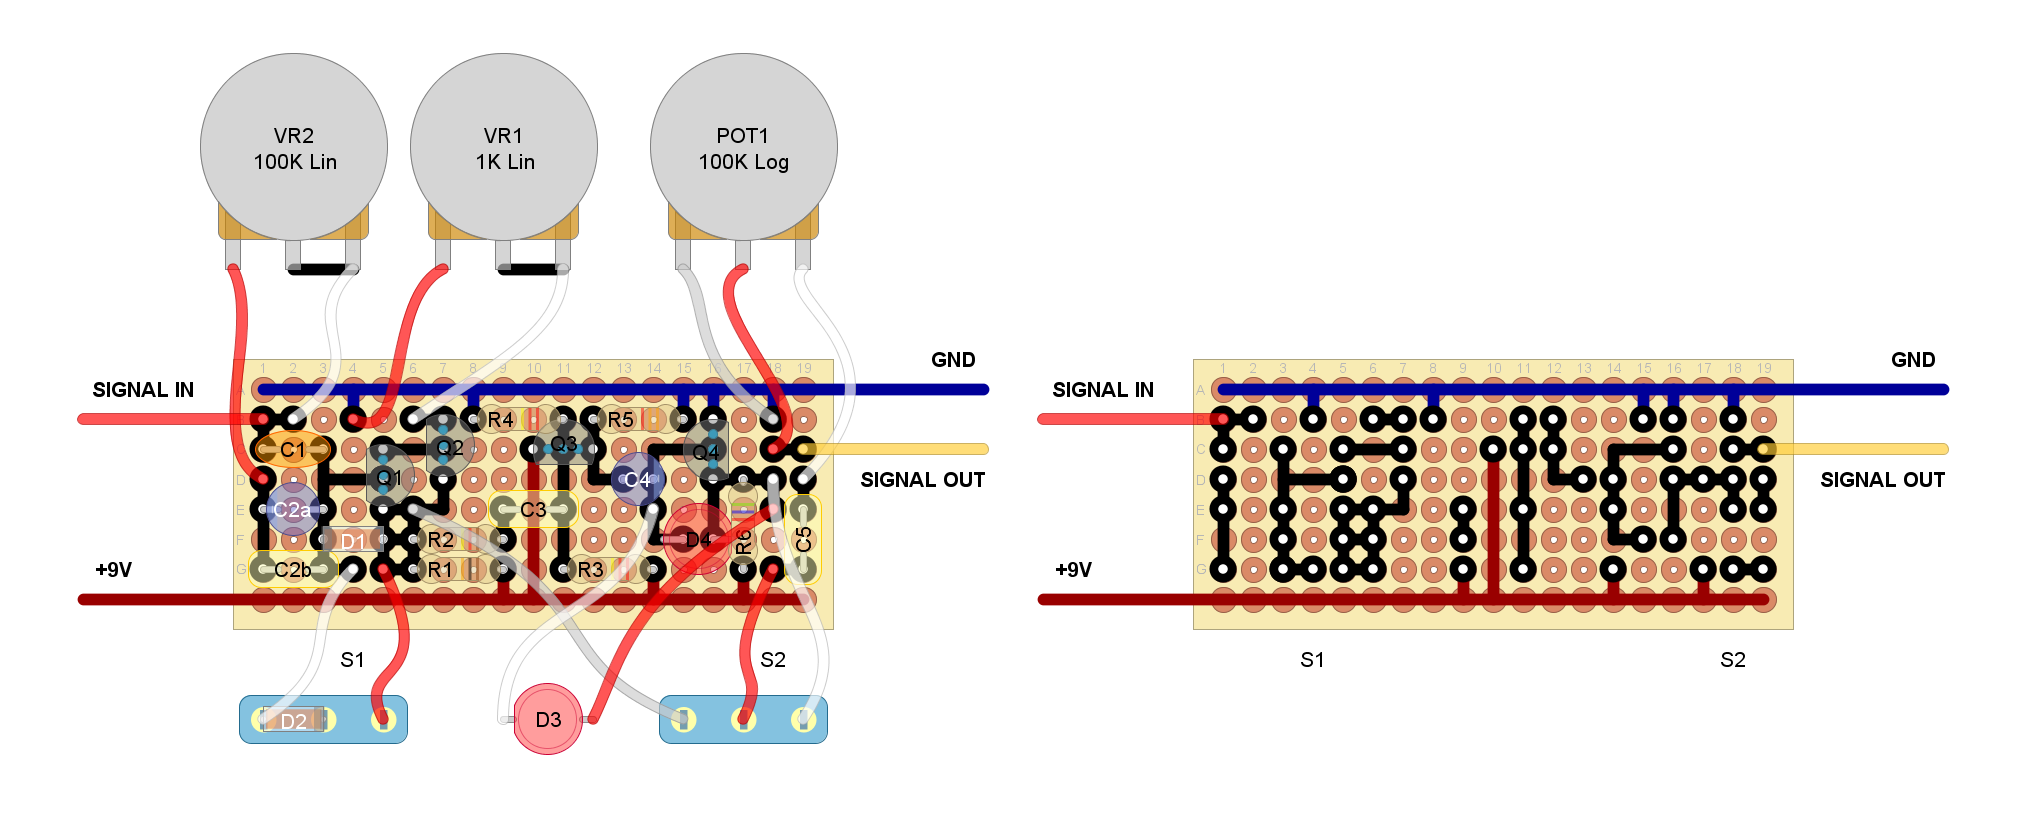 VR2
100K Lin
VR1
1K Lin
POT1
100K Log
1 2 3 4 5 6 7 8 9 10 11 12 13 14 15 16 17 18 19
A
SIGNAL IN
GND
R4
R5
C1
Q2
Q3
Q4
SIGNAL OUT
D
Q1
C2a
C4
E
C3
F
D1
R2
D4
R6
C5
G
C2b
R1
R3
+9V
S1
S2
D2
D3
1 2 3 4 5 6 7 8 9 10 11 12 13 14 15 16 17 18 19
A
SIGNAL IN
GND
B
C
D
SIGNAL OUT
E
F
G
+9V
S1
S2